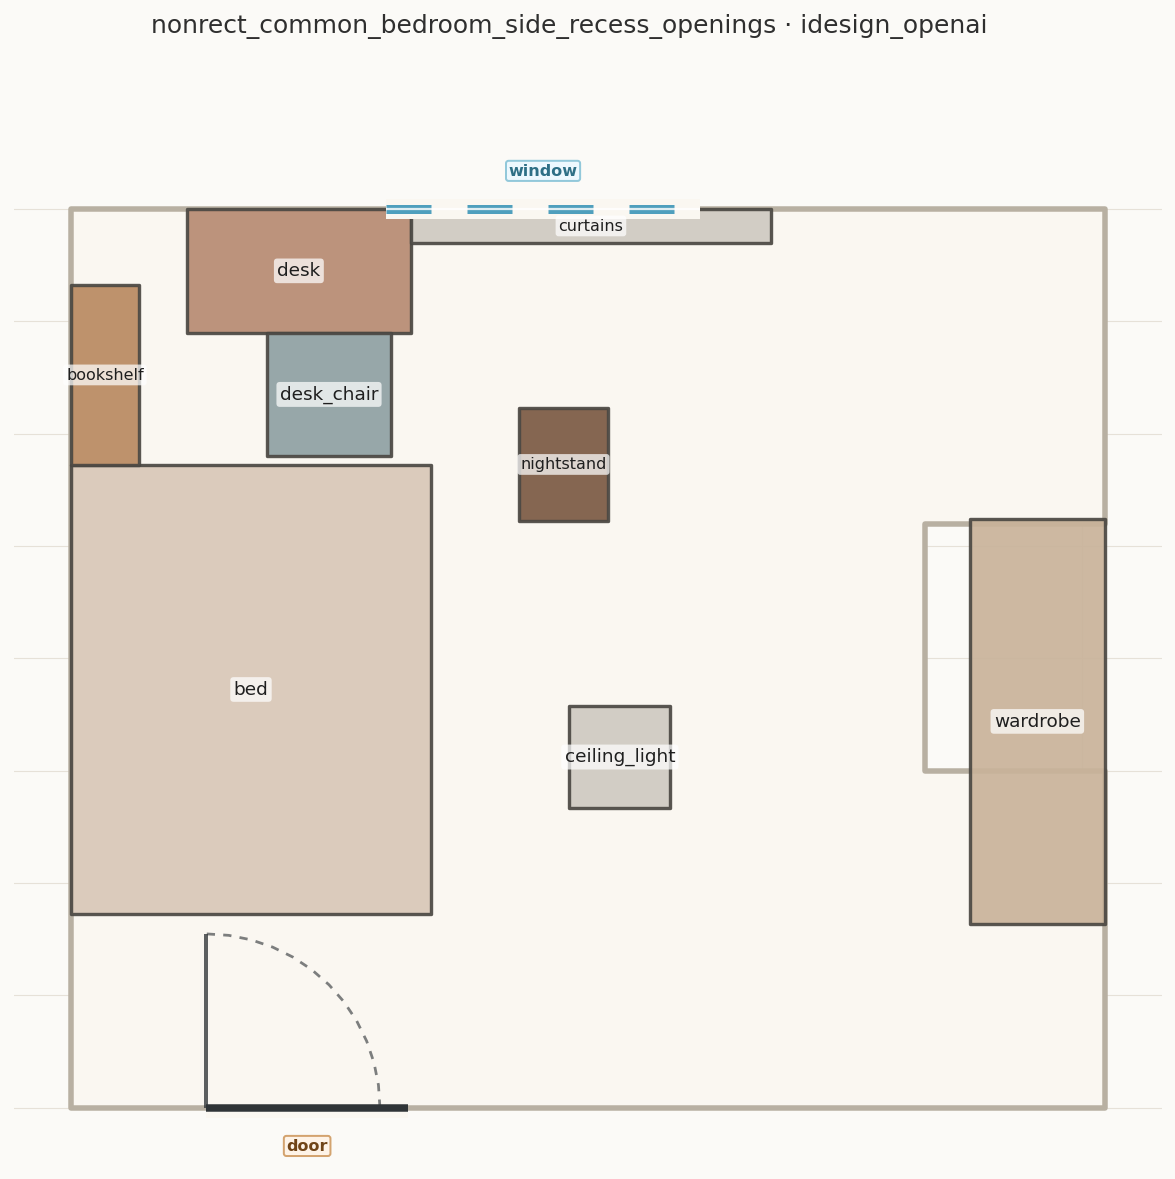 nonrect_common_bedroom_side_recess_openings · idesign_openai
window
curtains
desk
bookshelf
desk_chair
nightstand
bed
wardrobe
ceiling_light
door